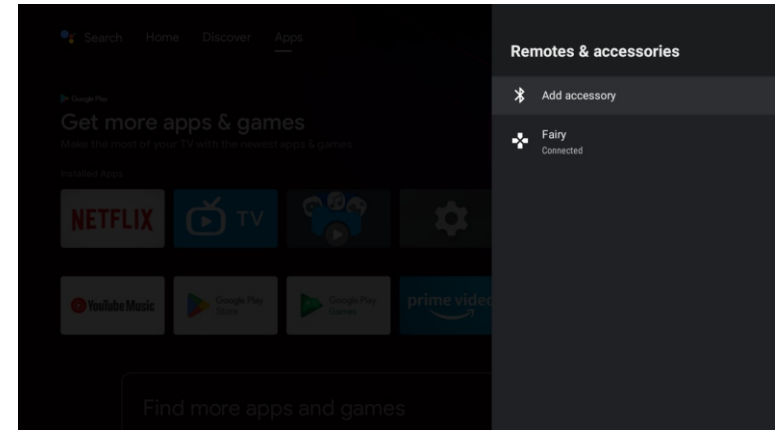 Search Home Discover Apps
Google Play
Get more apps & games
Make the most of your TV with the newest apps & games
Installed Apps
NETFLIX
TV
YouTube Music
Google Play
Store
Google Play
Games
prime video
Find more apps and games
Remotes & accessories
Add accessory
Fairy
Connected